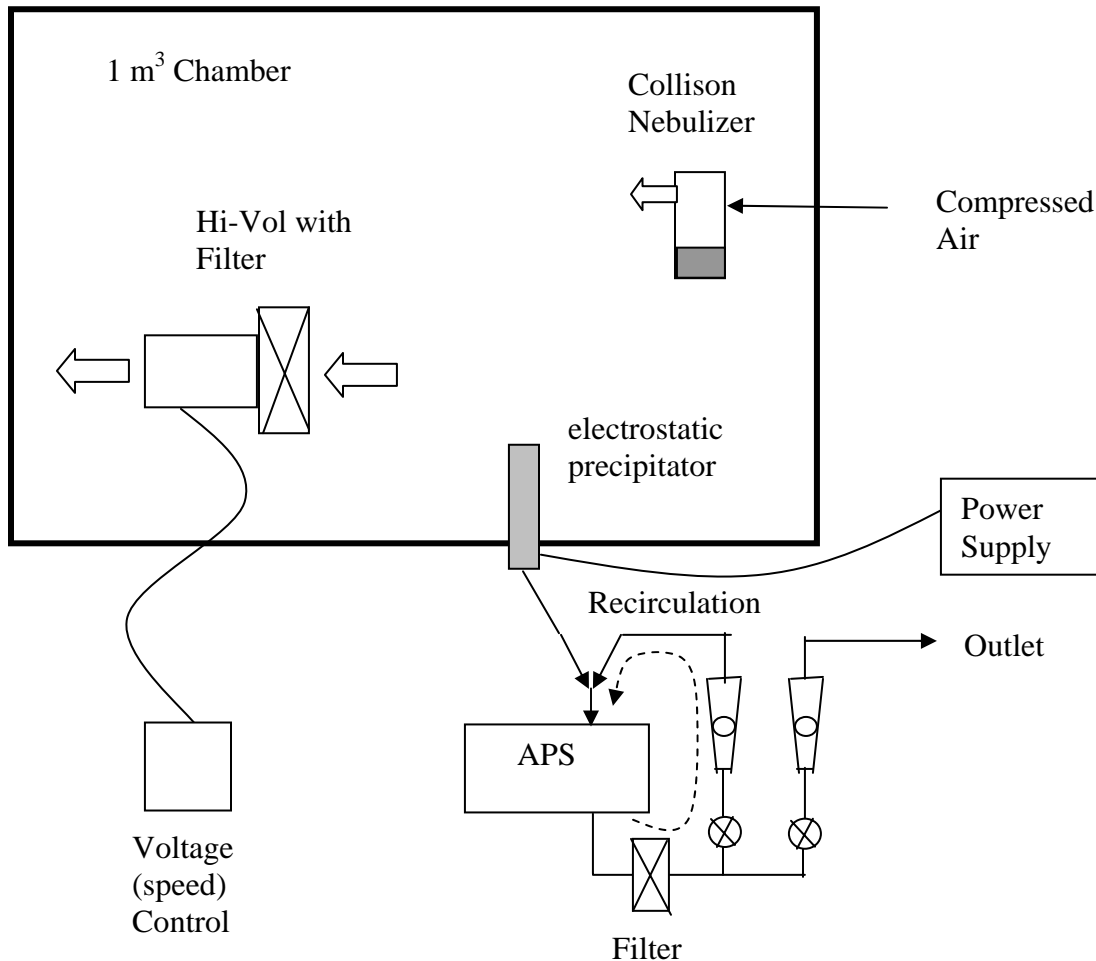 1 m³ Chamber
Collison
Nebulizer
Compressed
Air
Hi-Vol with
Filter
electrostatic
precipitator
Power
Supply
Recirculation
Outlet
APS
Voltage
(speed)
Control
Filter